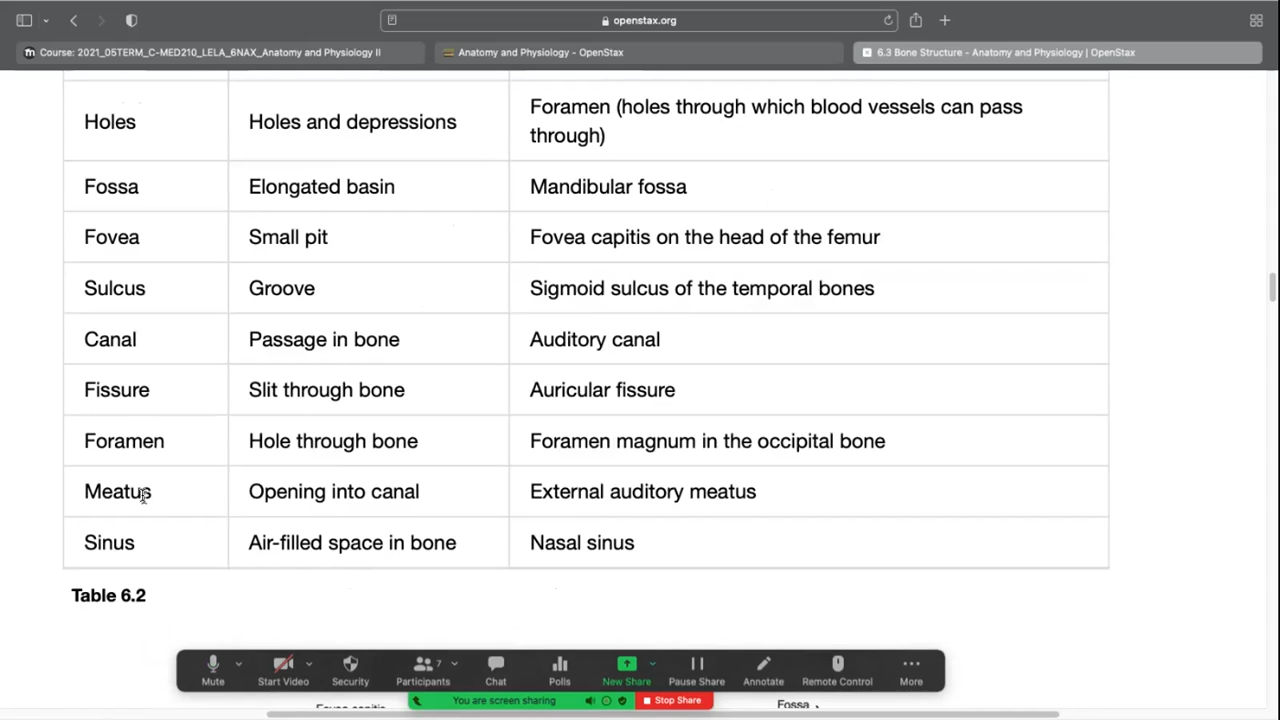 openstax.org
Course: 2021_05TERM_C-MED210_LELA_6NAX_Anatomy and Physiology II
Anatomy and Physiology - OpenStax
6.3 Bone Structure - Anatomy and Physiology | OpenStax
Holes Holes and depressions Foramen (holes through which blood vessels can pass
through)
Fossa Elongated basin Mandibular fossa
Fovea Small pit Fovea capitis on the head of the femur
Sulcus Groove Sigmoid sulcus of the temporal bones
Canal Passage in bone Auditory canal
Fissure Slit through bone Auricular fissure
Foramen Hole through bone Foramen magnum in the occipital bone
Meatus Opening into canal External auditory meatus
Sinus Air-filled space in bone Nasal sinus
Table 6.2
7
Mute Start Video Security Participants Chat Polls New Share Pause Share Annotate Remote Control More
You are screen sharing Stop Share
Fovea capitis Fossa